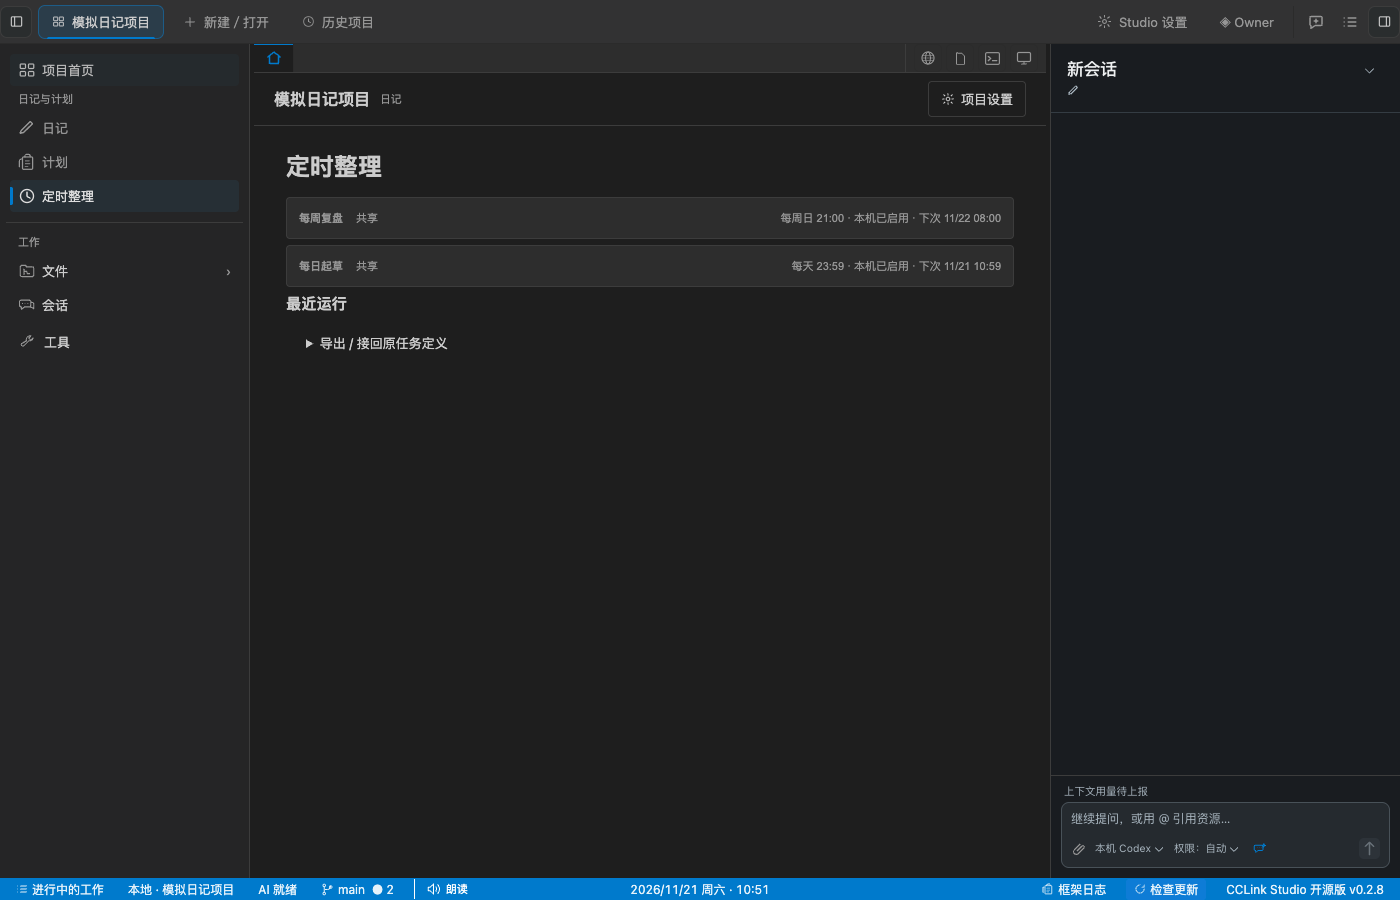 模拟日记项目
新建 / 打开
历史项目
Studio 设置
Owner
项目首页
日记与计划
日记
计划
定时整理
工作
文件
会话
工具
模拟日记项目 日记
项目设置
定时整理
每周复盘 共享 每周日 21:00 · 本机已启用 · 下次 11/22 08:00
每日起草 共享 每天 23:59 · 本机已启用 · 下次 11/21 10:59
最近运行
导出 / 接回原任务定义
新会话
上下文用量待上报
继续提问，或用 @ 引用资源...
本机 Codex 权限：自动
进行中的工作 本地 · 模拟日记项目 AI 就绪 main 2 朗读 2026/11/21 周六 · 10:51 框架日志 检查更新 CCLink Studio 开源版 v0.2.8